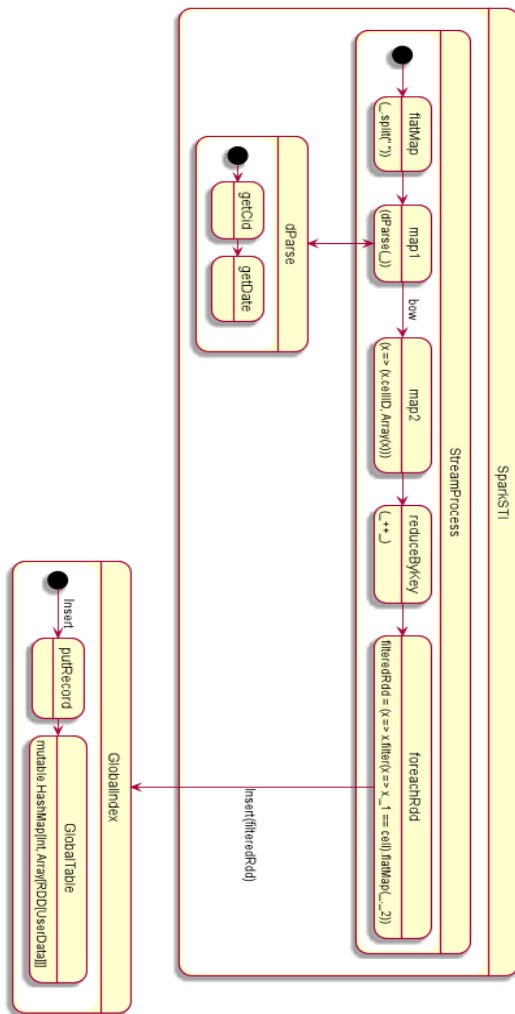 SparkSTI
StreamProcess
flatMap
(_.split(" "))
map1
(dParse(_))
bow
map2
(x => (x.cellID, Array(x)))
reduceByKey
(_++_)
foreachRdd
filteredRdd = (x => x.filter(x => x._1 == cell).flatMap(_._2))
dParse
getCid
getDate
Insert(filteredRdd)
GlobalIndex
Insert
putRecord
GlobalTable
mutable.HashMap[Int, Array[RDD[UserData]]]